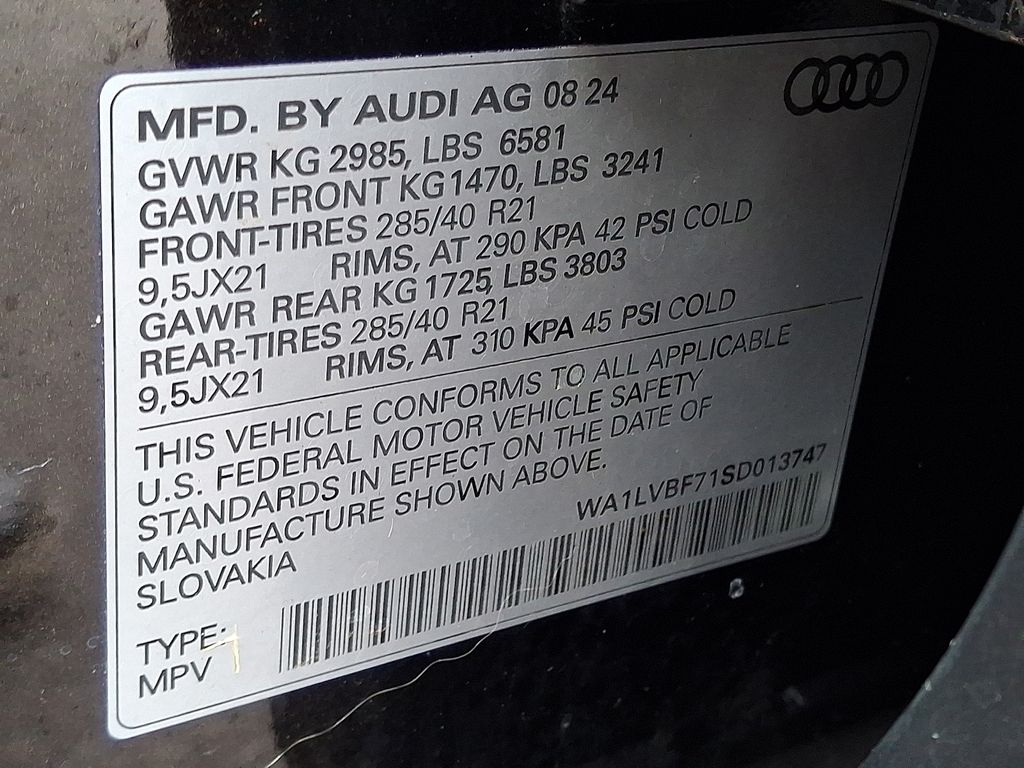 MFD. BY AUDI AG 08 24
GVWR KG 2985, LBS 6581
GAWR FRONT KG1470, LBS 3241
FRONT-TIRES 285/40 R21
9,5JX21 RIMS, AT 290 KPA 42 PSI COLD
GAWR REAR KG 1725, LBS 3803
REAR-TIRES 285/40 R21
9,5JX21 RIMS, AT 310 KPA 45 PSI COLD
THIS VEHICLE CONFORMS TO ALL APPLICABLE
U.S. FEDERAL MOTOR VEHICLE SAFETY
STANDARDS IN EFFECT ON THE DATE OF
MANUFACTURE SHOWN ABOVE.
SLOVAKIA
WA1LVBF71SD013747
TYPE:
MPV